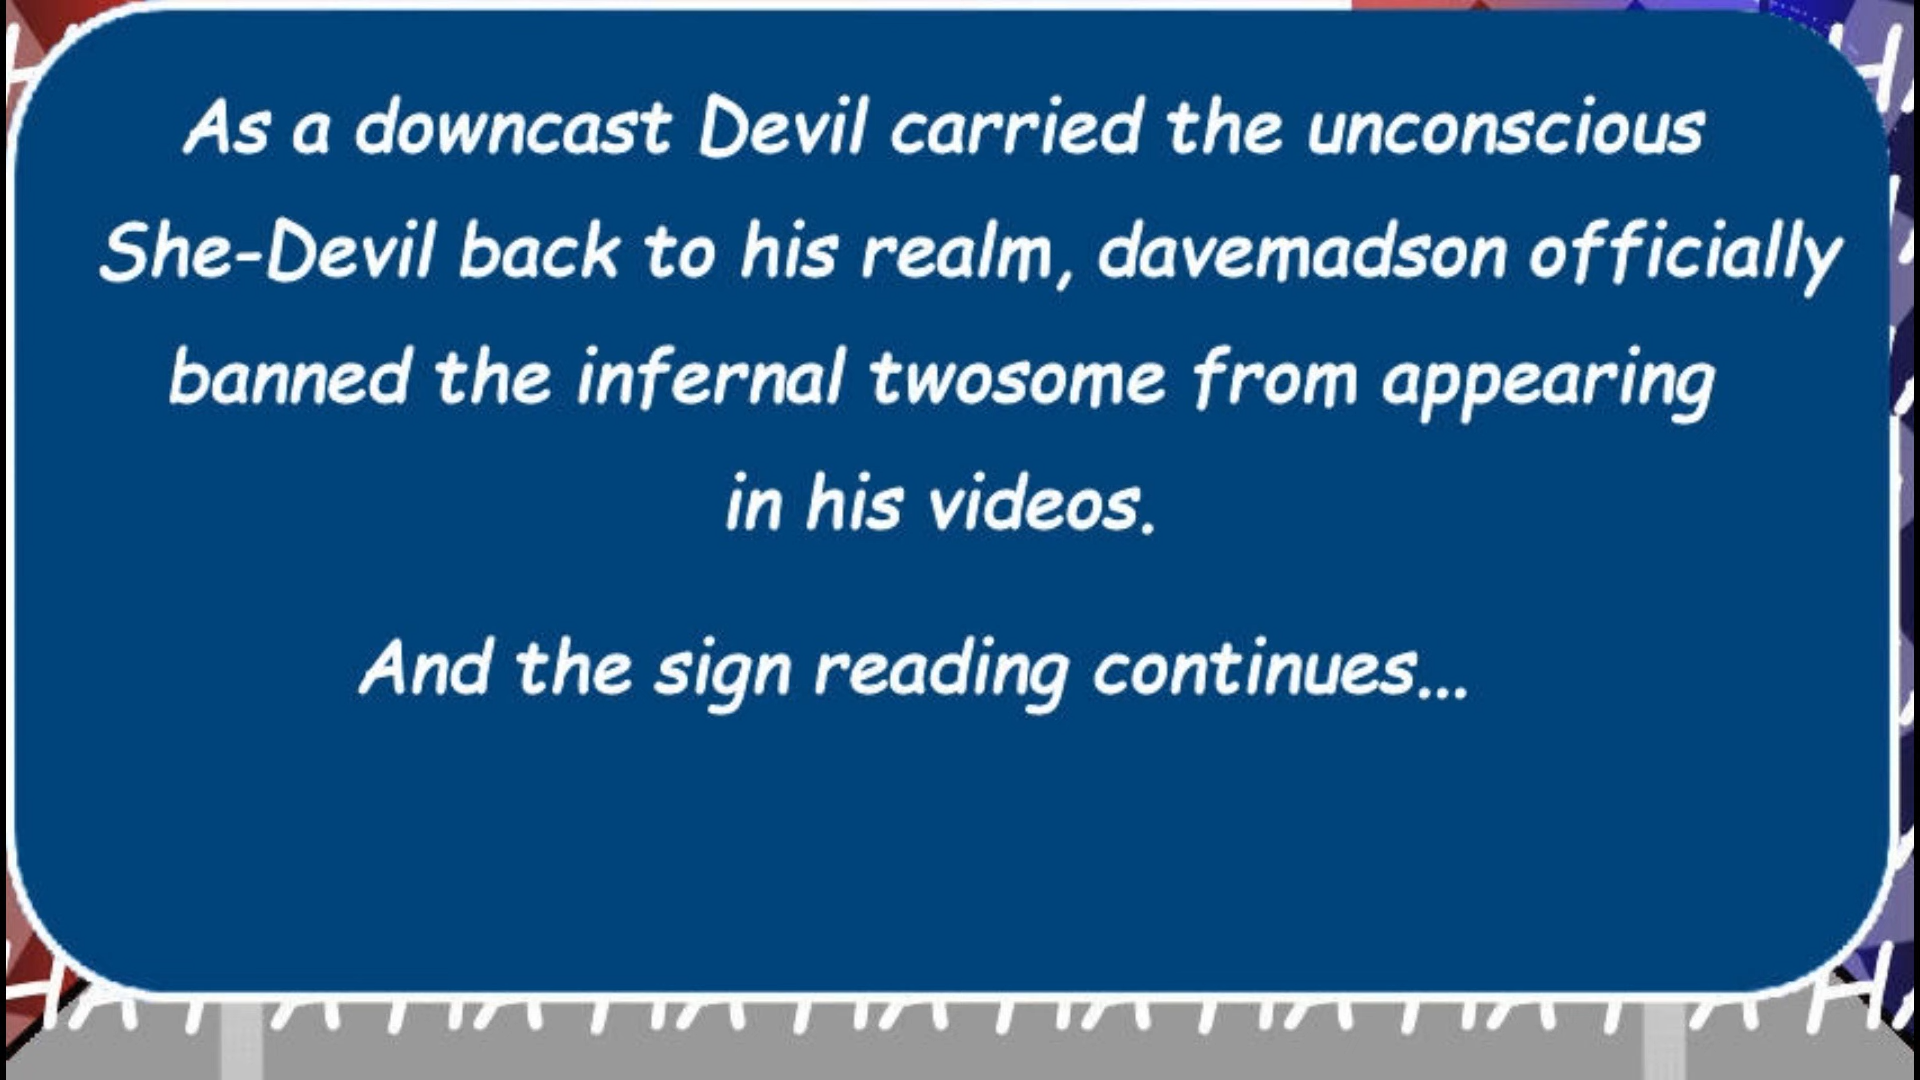 As a downcast Devil carried the unconscious
She-Devil back to his realm, davemadson officially
banned the infernal twosome from appearing
in his videos.
And the sign reading continues...